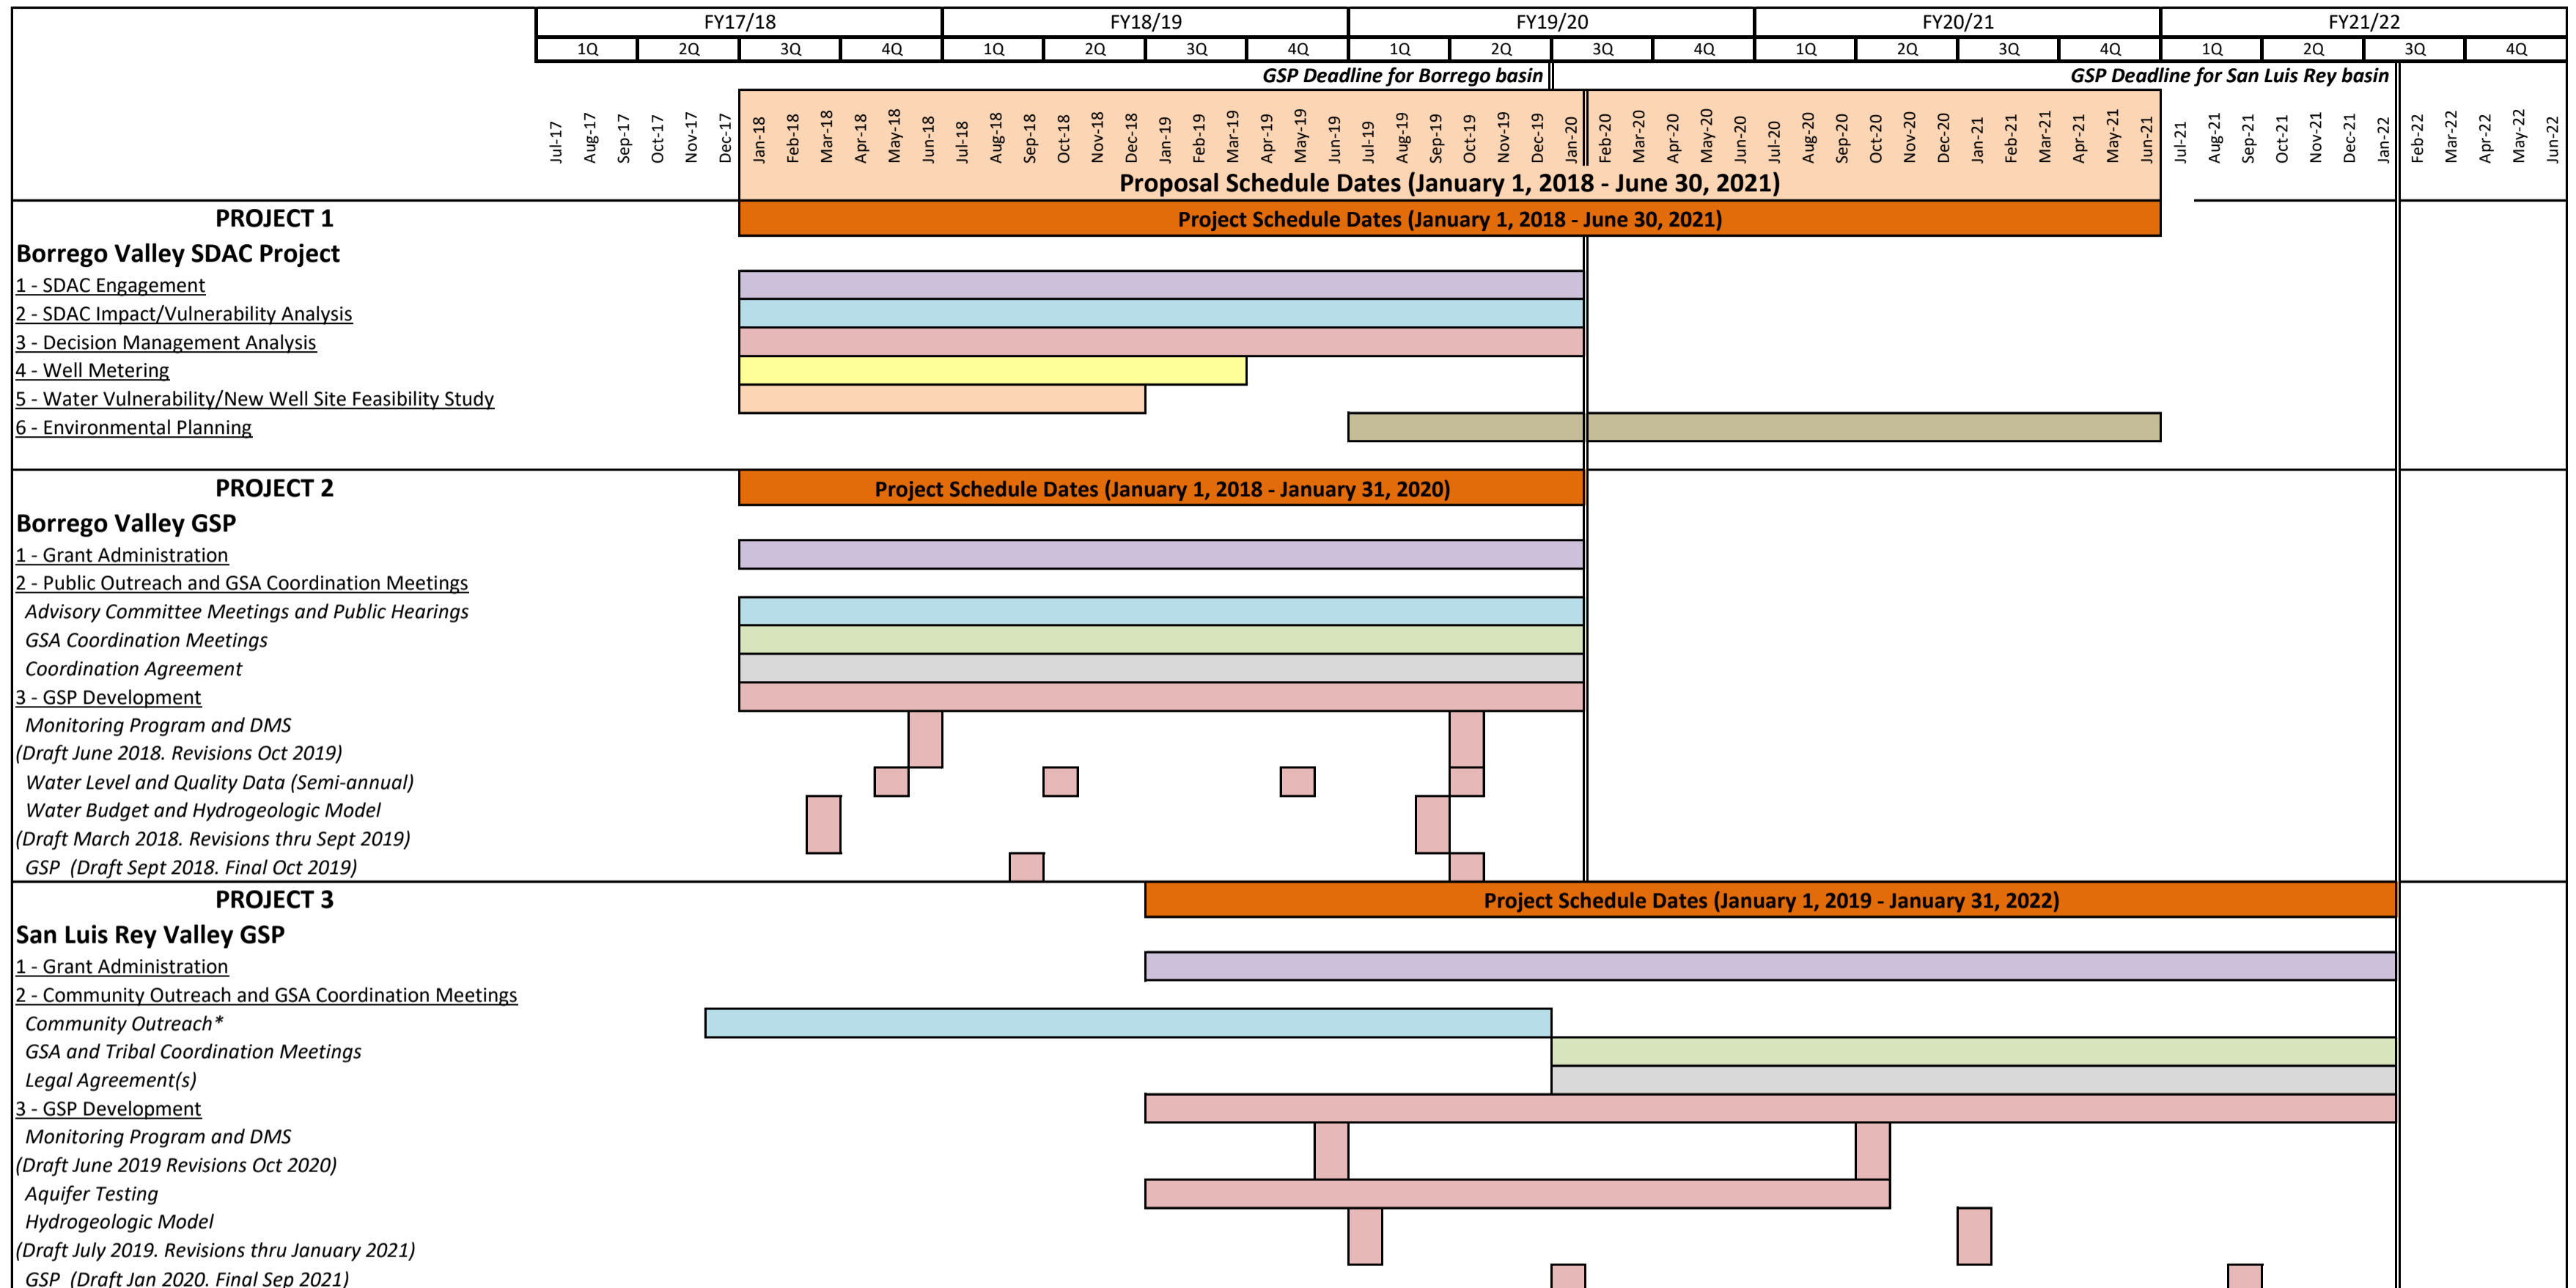 FY17/18 FY18/19 FY19/20 FY20/21 FY21/22
1Q 2Q 3Q 4Q 1Q 2Q 3Q 4Q 1Q 2Q 3Q 4Q 1Q 2Q 3Q 4Q 1Q 2Q 3Q 4Q
GSP Deadline for Borrego basin GSP Deadline for San Luis Rey basin
Jul-17 Aug-17 Sep-17 Oct-17 Nov-17 Dec-17 Jan-18 Feb-18 Mar-18 Apr-18 May-18 Jun-18 Jul-18 Aug-18 Sep-18 Oct-18 Nov-18 Dec-18 Jan-19 Feb-19 Mar-19 Apr-19 May-19 Jun-19 Jul-19 Aug-19 Sep-19 Oct-19 Nov-19 Dec-19 Jan-20 Feb-20 Mar-20 Apr-20 May-20 Jun-20 Jul-20 Aug-20 Sep-20 Oct-20 Nov-20 Dec-20 Jan-21 Feb-21 Mar-21 Apr-21 May-21 Jun-21 Jul-21 Aug-21 Sep-21 Oct-21 Nov-21 Dec-21 Jan-22 Feb-22 Mar-22 Apr-22 May-22 Jun-22
Proposal Schedule Dates (January 1, 2018 - June 30, 2021)
PROJECT 1 Project Schedule Dates (January 1, 2018 - June 30, 2021)
Borrego Valley SDAC Project
1 - SDAC Engagement
2 - SDAC Impact/Vulnerability Analysis
3 - Decision Management Analysis
4 - Well Metering
5 - Water Vulnerability/New Well Site Feasibility Study
6 - Environmental Planning
PROJECT 2 Project Schedule Dates (January 1, 2018 - January 31, 2020)
Borrego Valley GSP
1 - Grant Administration
2 - Public Outreach and GSA Coordination Meetings
Advisory Committee Meetings and Public Hearings
GSA Coordination Meetings
Coordination Agreement
3 - GSP Development
Monitoring Program and DMS
(Draft June 2018. Revisions Oct 2019)
Water Level and Quality Data (Semi-annual)
Water Budget and Hydrogeologic Model
(Draft March 2018. Revisions thru Sept 2019)
GSP (Draft Sept 2018. Final Oct 2019)
PROJECT 3 Project Schedule Dates (January 1, 2019 - January 31, 2022)
San Luis Rey Valley GSP
1 - Grant Administration
2 - Community Outreach and GSA Coordination Meetings
Community Outreach*
GSA and Tribal Coordination Meetings
Legal Agreement(s)
3 - GSP Development
Monitoring Program and DMS
(Draft June 2019 Revisions Oct 2020)
Aquifer Testing
Hydrogeologic Model
(Draft July 2019. Revisions thru January 2021)
GSP (Draft Jan 2020. Final Sep 2021)